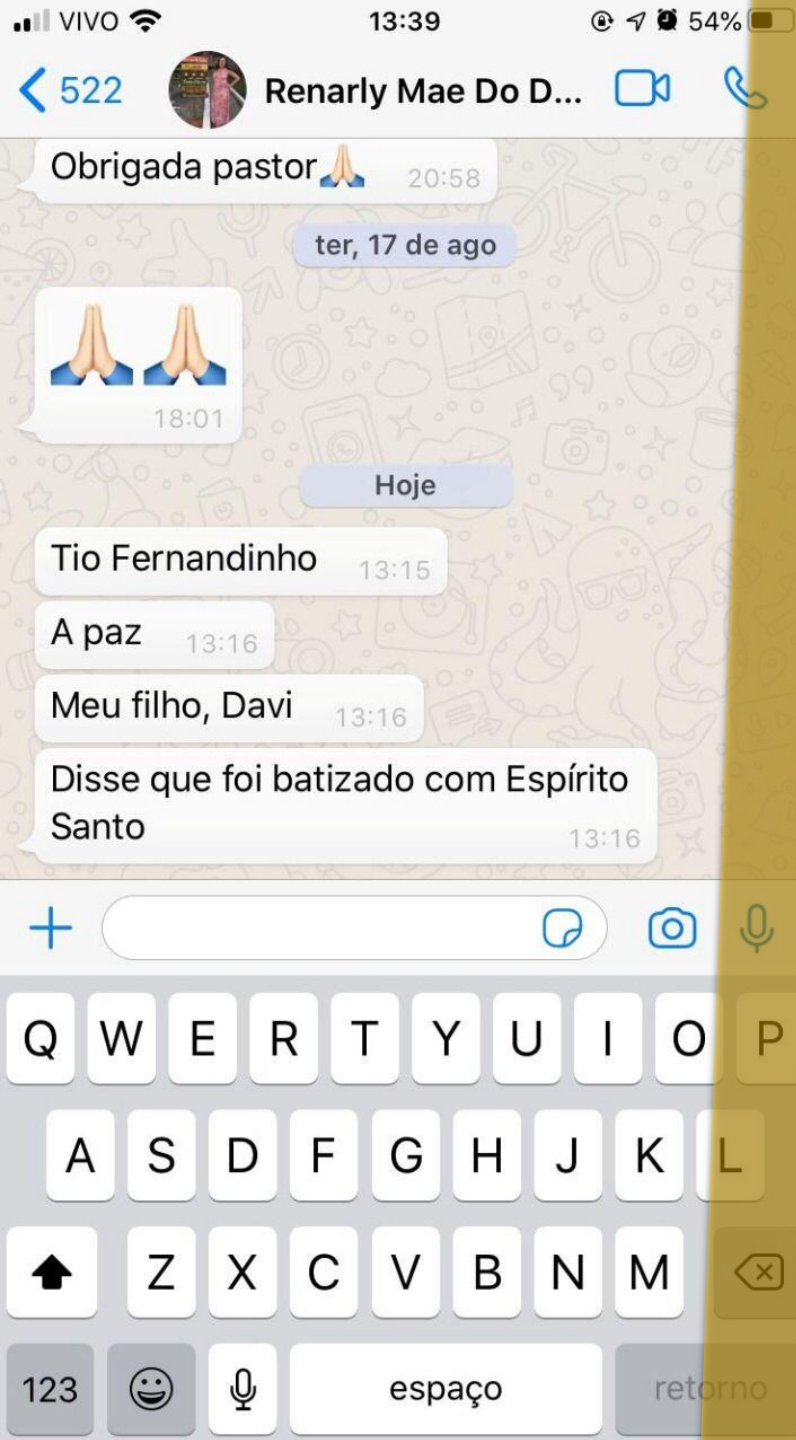 VIVO 13:39 54%
522 Renarly Mae Do D...
Obrigada pastor🙏🏻 20:58
ter, 17 de ago
🙏🏻🙏🏻
18:01
Hoje
Tio Fernandinho 13:15
A paz 13:16
Meu filho, Davi 13:16
Disse que foi batizado com Espírito
Santo 13:16
Q W E R T Y U I O P
A S D F G H J K L
Z X C V B N M
123 espaço retorno